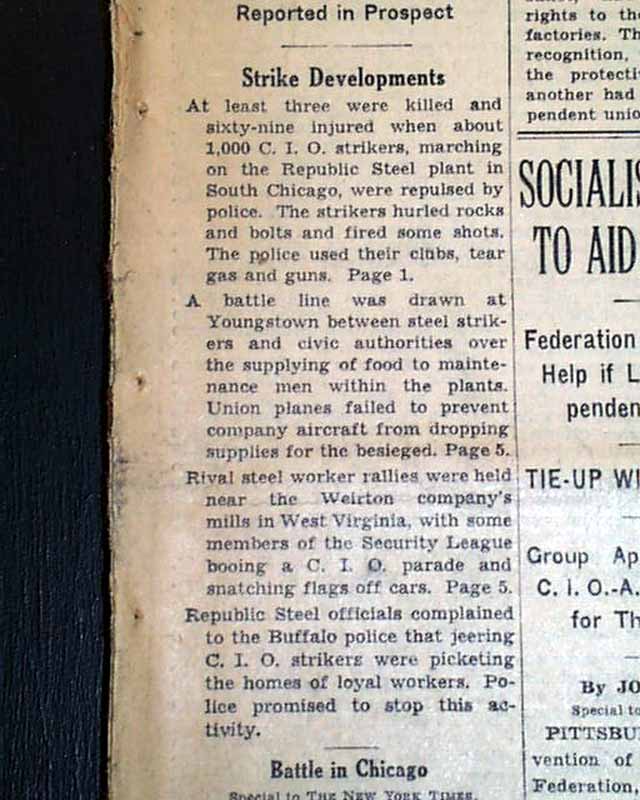 Reported in Prospect
Strike Developments
At least three were killed and
sixty-nine injured when about
1,000 C. I. O. strikers, marching
on the Republic Steel plant in
South Chicago, were repulsed by
police. The strikers hurled rocks
and bolts and fired some shots.
The police used their clubs, tear
gas and guns. Page 1.
A battle line was drawn at
Youngstown between steel strik-
ers and civic authorities over
the supplying of food to mainte-
nance men within the plants.
Union planes failed to prevent
company aircraft from dropping
supplies for the besieged. Page 5.
Rival steel worker rallies were held
near the Weirton company's
mills in West Virginia, with some
members of the Security League
booing a C. I. O. parade and
snatching flags off cars. Page 5.
Republic Steel officials complained
to the Buffalo police that jeering
C. I. O. strikers were picketing
the homes of loyal workers. Po-
lice promised to stop this ac-
tivity.
Battle in Chicago
Special to THE NEW YORK TIMES.
rights to
factories.
recognition,
the
another had
SOCIALIS
TO AID
Federation
Help if L
penden
TIE-UP WI
Group Ap
C. I. O.-A.
for Th
By JO
Special to
PITTSBU
vention of
Federation,